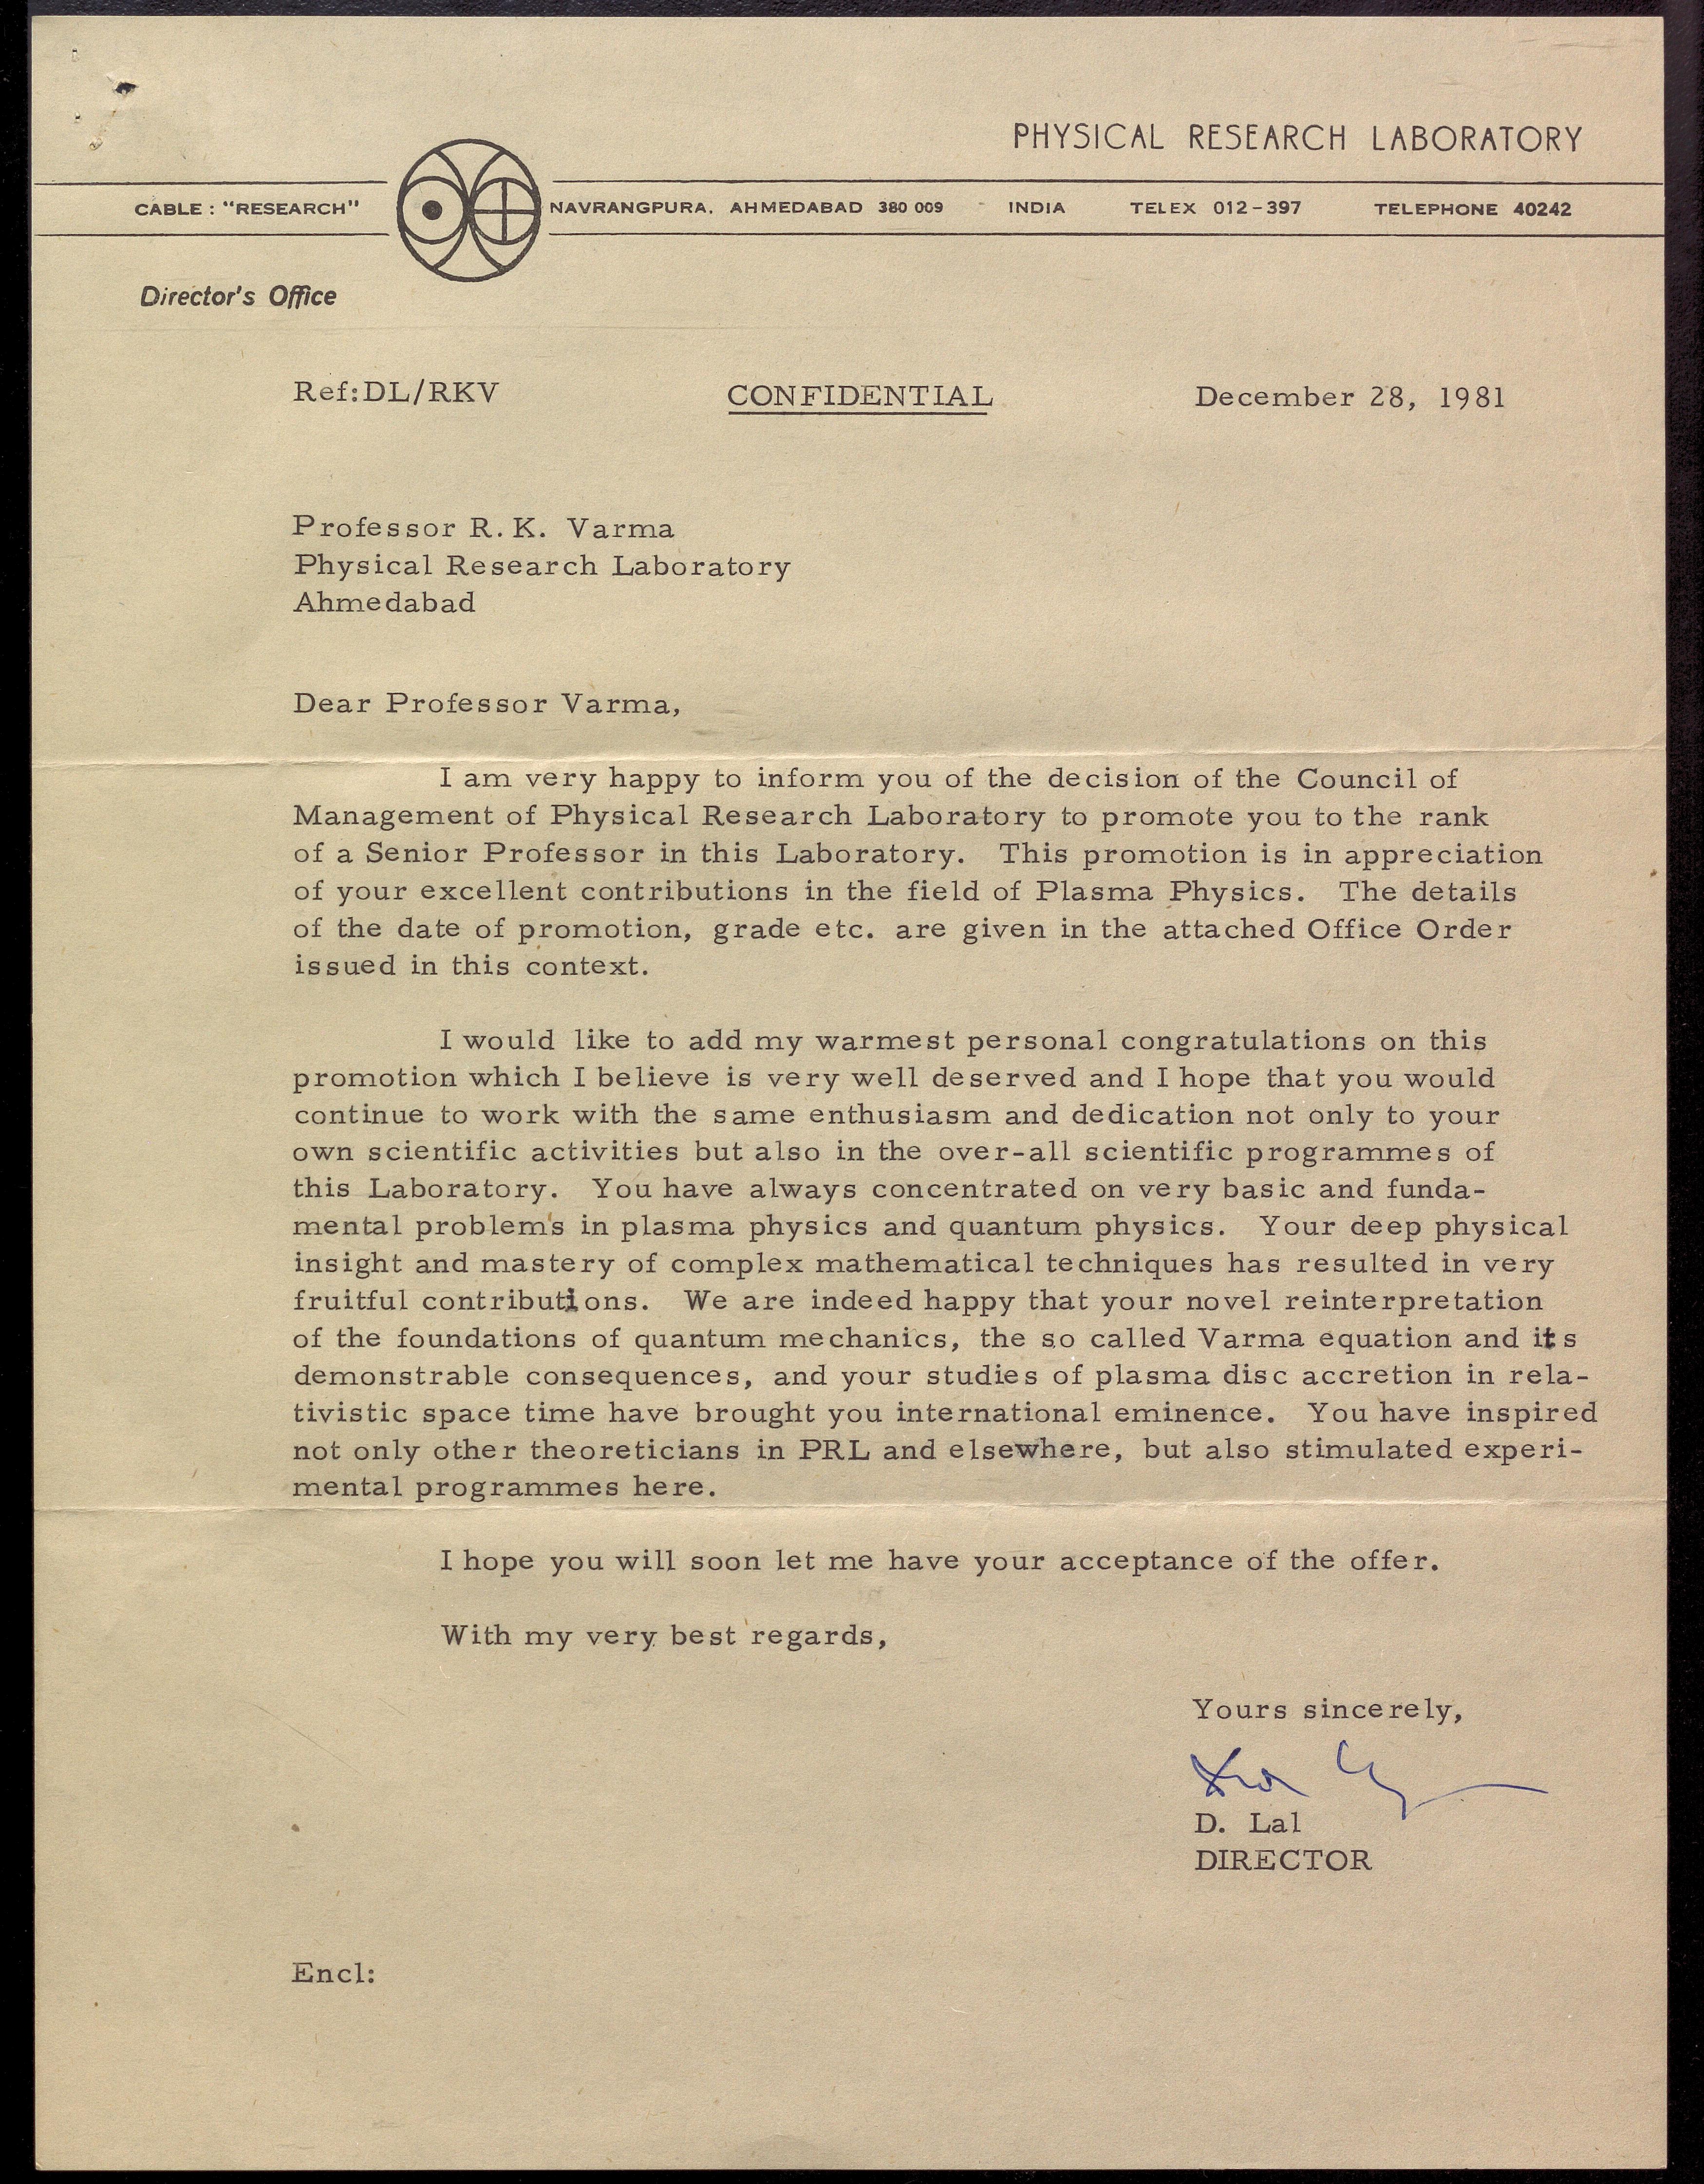 PHYSICAL RESEARCH LABORATORY
CABLE : "RESEARCH" NAVRANGPURA, AHMEDABAD 380 009 INDIA TELEX 012-397 TELEPHONE 40242
Director's Office
Ref:DL/RKV CONFIDENTIAL December 28, 1981
Professor R.K. Varma
Physical Research Laboratory
Ahmedabad
Dear Professor Varma,
I am very happy to inform you of the decision of the Council of
Management of Physical Research Laboratory to promote you to the rank
of a Senior Professor in this Laboratory. This promotion is in appreciation
of your excellent contributions in the field of Plasma Physics. The details
of the date of promotion, grade etc. are given in the attached Office Order
issued in this context.
I would like to add my warmest personal congratulations on this
promotion which I believe is very well deserved and I hope that you would
continue to work with the same enthusiasm and dedication not only to your
own scientific activities but also in the over-all scientific programmes of
this Laboratory. You have always concentrated on very basic and funda-
mental problems in plasma physics and quantum physics. Your deep physical
insight and mastery of complex mathematical techniques has resulted in very
fruitful contributions. We are indeed happy that your novel reinterpretation
of the foundations of quantum mechanics, the so called Varma equation and its
demonstrable consequences, and your studies of plasma disc accretion in rela-
tivistic space time have brought you international eminence. You have inspired
not only other theoreticians in PRL and elsewhere, but also stimulated experi-
mental programmes here.
I hope you will soon let me have your acceptance of the offer.
With my very best regards,
Yours sincerely,
D. Lal
DIRECTOR
Encl: